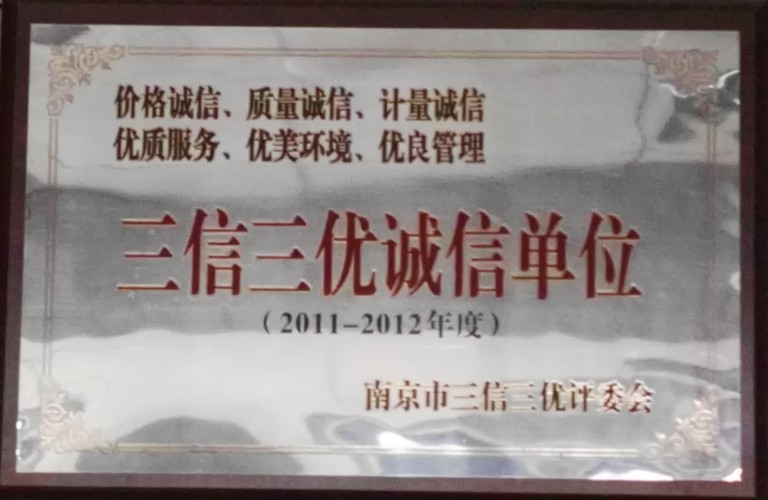 价格诚信、质量诚信、计量诚信
优质服务、优美环境、优良管理
三信三优诚信单位
（2011-2012年度）
南京市三信三优评委会